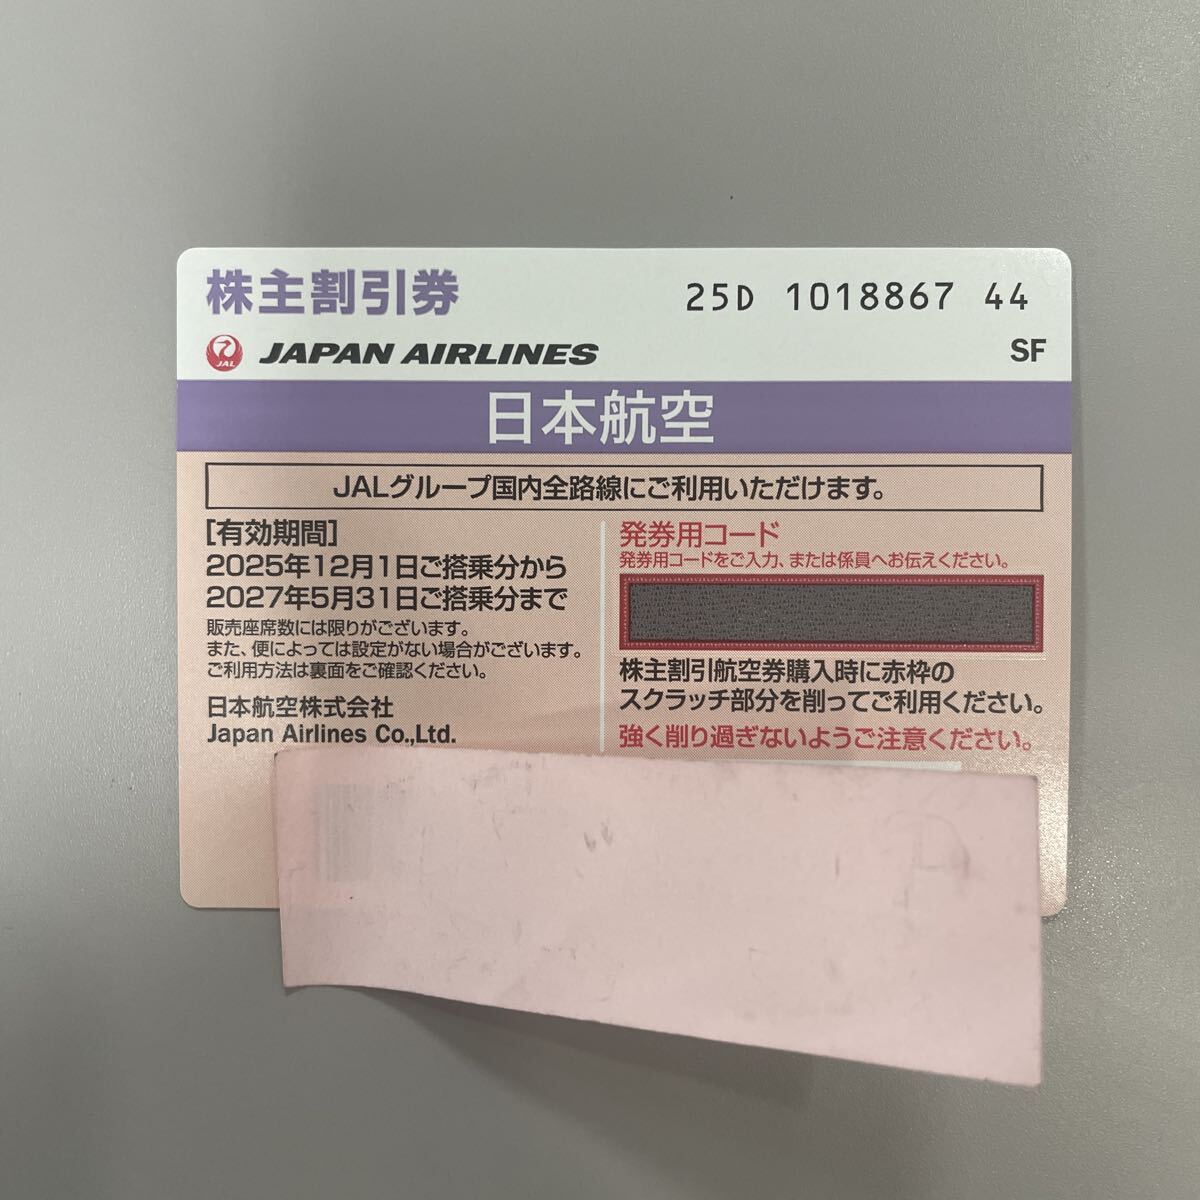 株主割引券
25D 1018867 44
JAL JAPAN AIRLINES
SF
日本航空
JALグループ国内全路線にご利用いただけます。
[有効期間]
2025年12月1日ご搭乗分から
2027年5月31日ご搭乗分まで
販売座席数には限りがございます。
また、便によっては設定がない場合がございます。
ご利用方法は裏面をご確認ください。
日本航空株式会社
Japan Airlines Co.,Ltd.
発券用コード
発券用コードをご入力、または係員へお伝えください。
株主割引航空券購入時に赤枠の
スクラッチ部分を削ってご利用ください。
強く削り過ぎないようご注意ください。